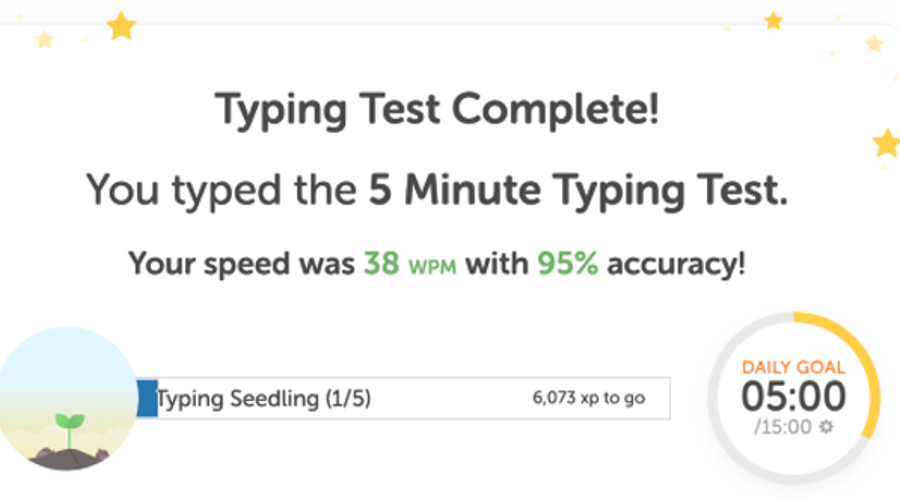 Typing Test Complete!
You typed the 5 Minute Typing Test.
Your speed was 38 WPM with 95% accuracy!
Typing Seedling (1/5) 6,073 xp to go
DAILY GOAL
05:00
/15:00